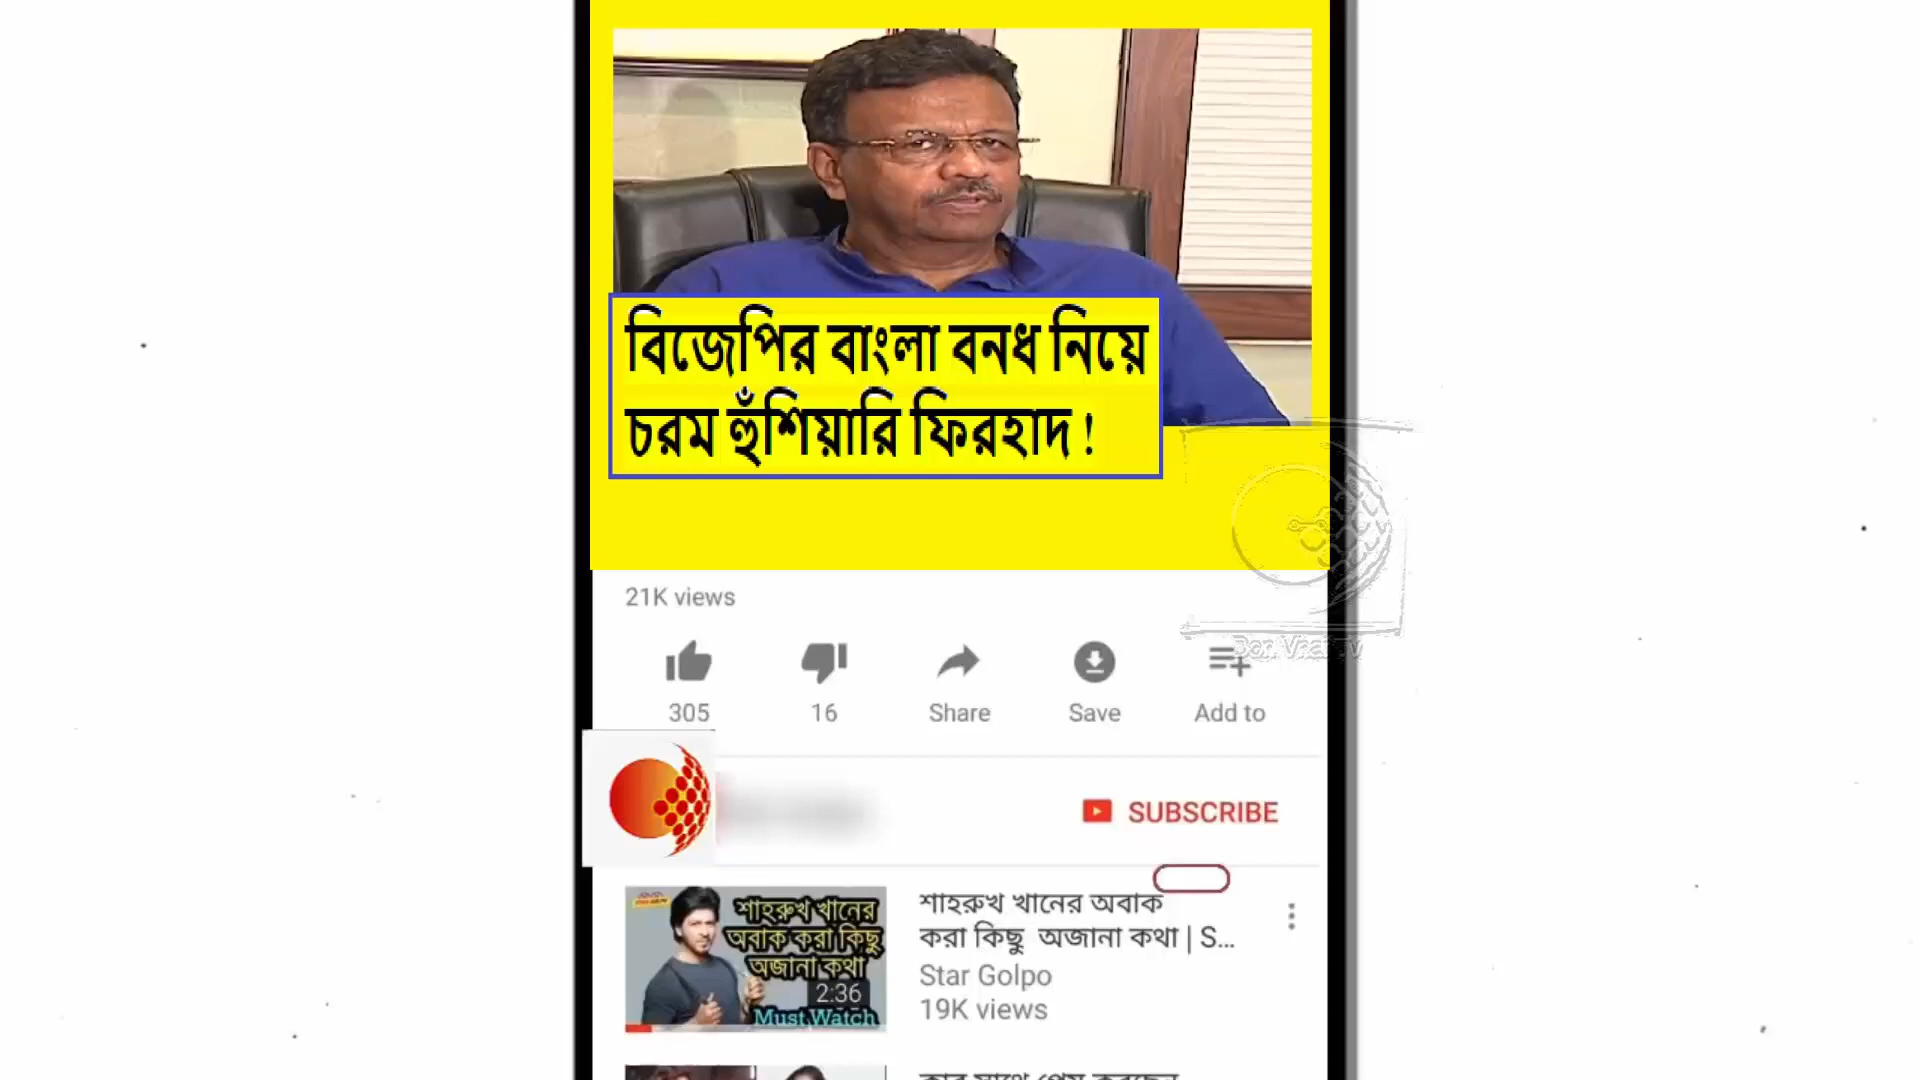 বিজেপির বাংলা বনধ নিয়ে
চরম হুঁশিয়ারি ফিরহাদ !
21K views
305
16
Share
Save
Add to
SUBSCRIBE
শাহরুখ খানের
অবাক করা কিছু
অজানা কথা
2:36
Must Watch
শাহরুখ খানের অবাক
করা কিছু অজানা কথা | S...
Star Golpo
19K views